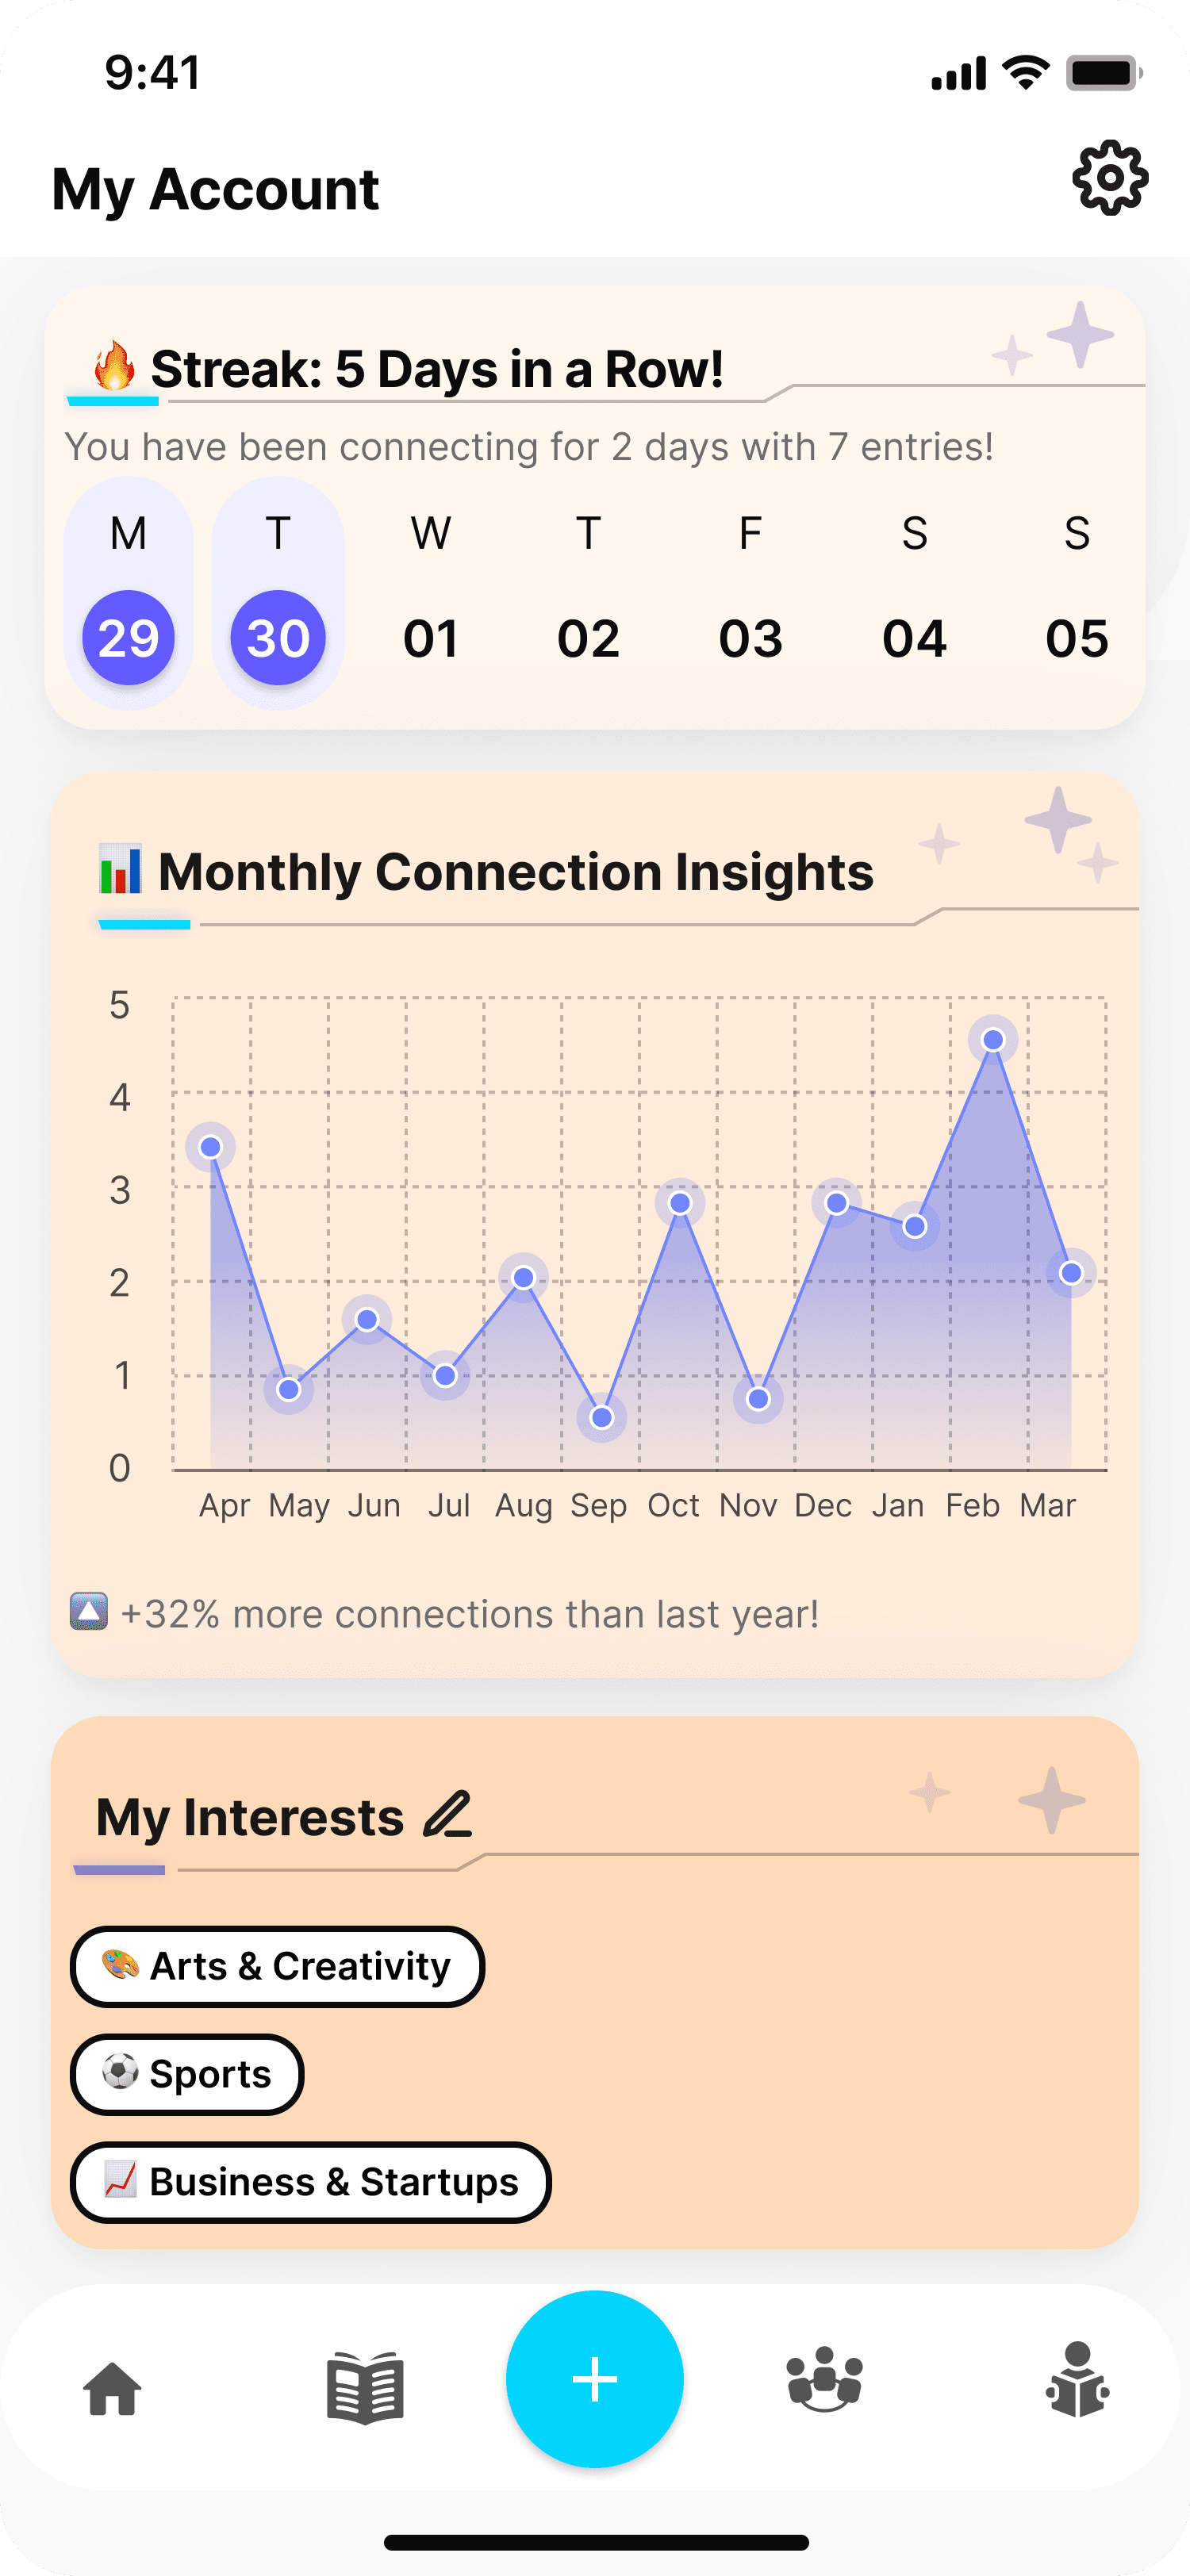 9:41
My Account
🔥 Streak: 5 Days in a Row!
You have been connecting for 2 days with 7 entries!
M T W T F S S
29 30 01 02 03 04 05
📊 Monthly Connection Insights
5
4
3
2
1
0
Apr May Jun Jul Aug Sep Oct Nov Dec Jan Feb Mar
🔼 +32% more connections than last year!
My Interests
🎨 Arts & Creativity
⚽ Sports
📈 Business & Startups